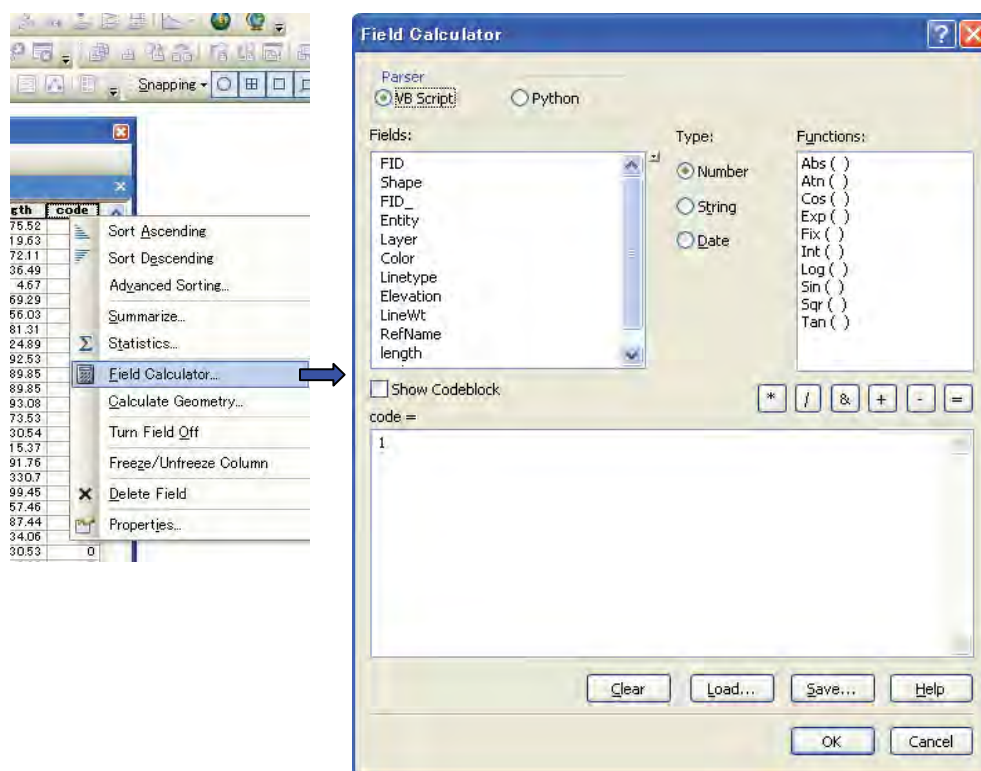 Snapping
gth code
75.52
19.63
72.11
36.49
4.67
69.29
56.03
81.31
24.89
92.53
89.85
89.85
93.08
73.53
30.54
15.37
91.76
330.7
99.45
57.46
87.44
34.06
30.53 0
Sort Ascending
Sort Descending
Advanced Sorting...
Summarize...
Σ Statistics...
Field Calculator...
Calculate Geometry...
Turn Field Off
Freeze/Unfreeze Column
Delete Field
Properties...
Field Calculator
Parser
VB Script Python
Fields:
FID
Shape
FID_
Entity
Layer
Color
Linetype
Elevation
LineWt
RefName
length
Type:
Number
String
Date
Functions:
Abs ( )
Atn ( )
Cos ( )
Exp ( )
Fix ( )
Int ( )
Log ( )
Sin ( )
Sqr ( )
Tan ( )
Show Codeblock
* / & + - =
code =
1
Clear Load... Save... Help
OK Cancel